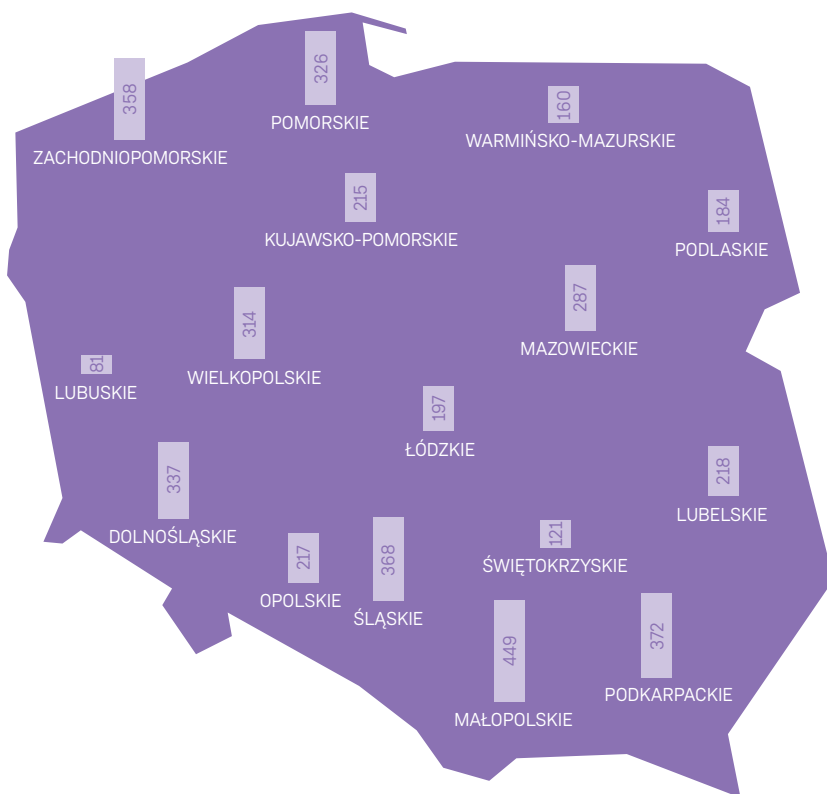 326
POMORSKIE
358
ZACHODNIOPOMORSKIE
160
WARMIŃSKO-MAZURSKIE
215
KUJAWSKO-POMORSKIE
184
PODLASKIE
287
MAZOWIECKIE
314
WIELKOPOLSKIE
81
LUBUSKIE
197
ŁÓDZKIE
337
DOLNOŚLĄSKIE
218
LUBELSKIE
217
OPOLSKIE
368
ŚLĄSKIE
121
ŚWIĘTOKRZYSKIE
449
MAŁOPOLSKIE
372
PODKARPACKIE